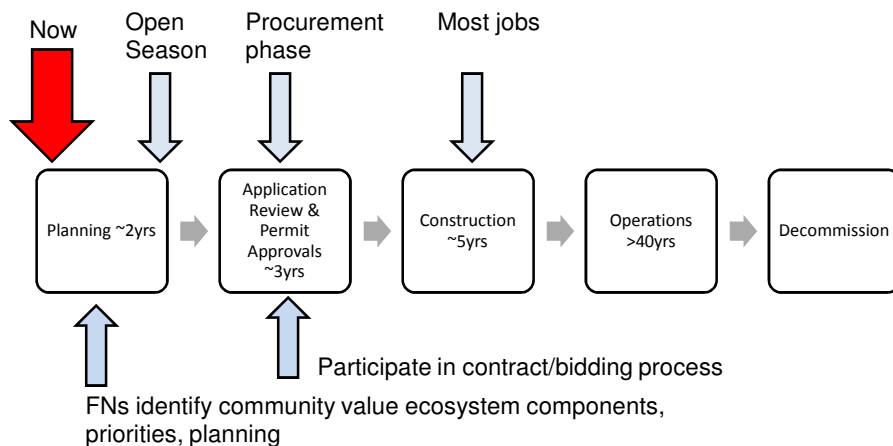 Now
Open
Season
Procurement
phase
Most jobs
Planning ~2yrs
Application
Review &
Permit
Approvals
~3yrs
Construction
~5yrs
Operations
>40yrs
Decommission
Participate in contract/bidding process
FNs identify community value ecosystem components,
priorities, planning